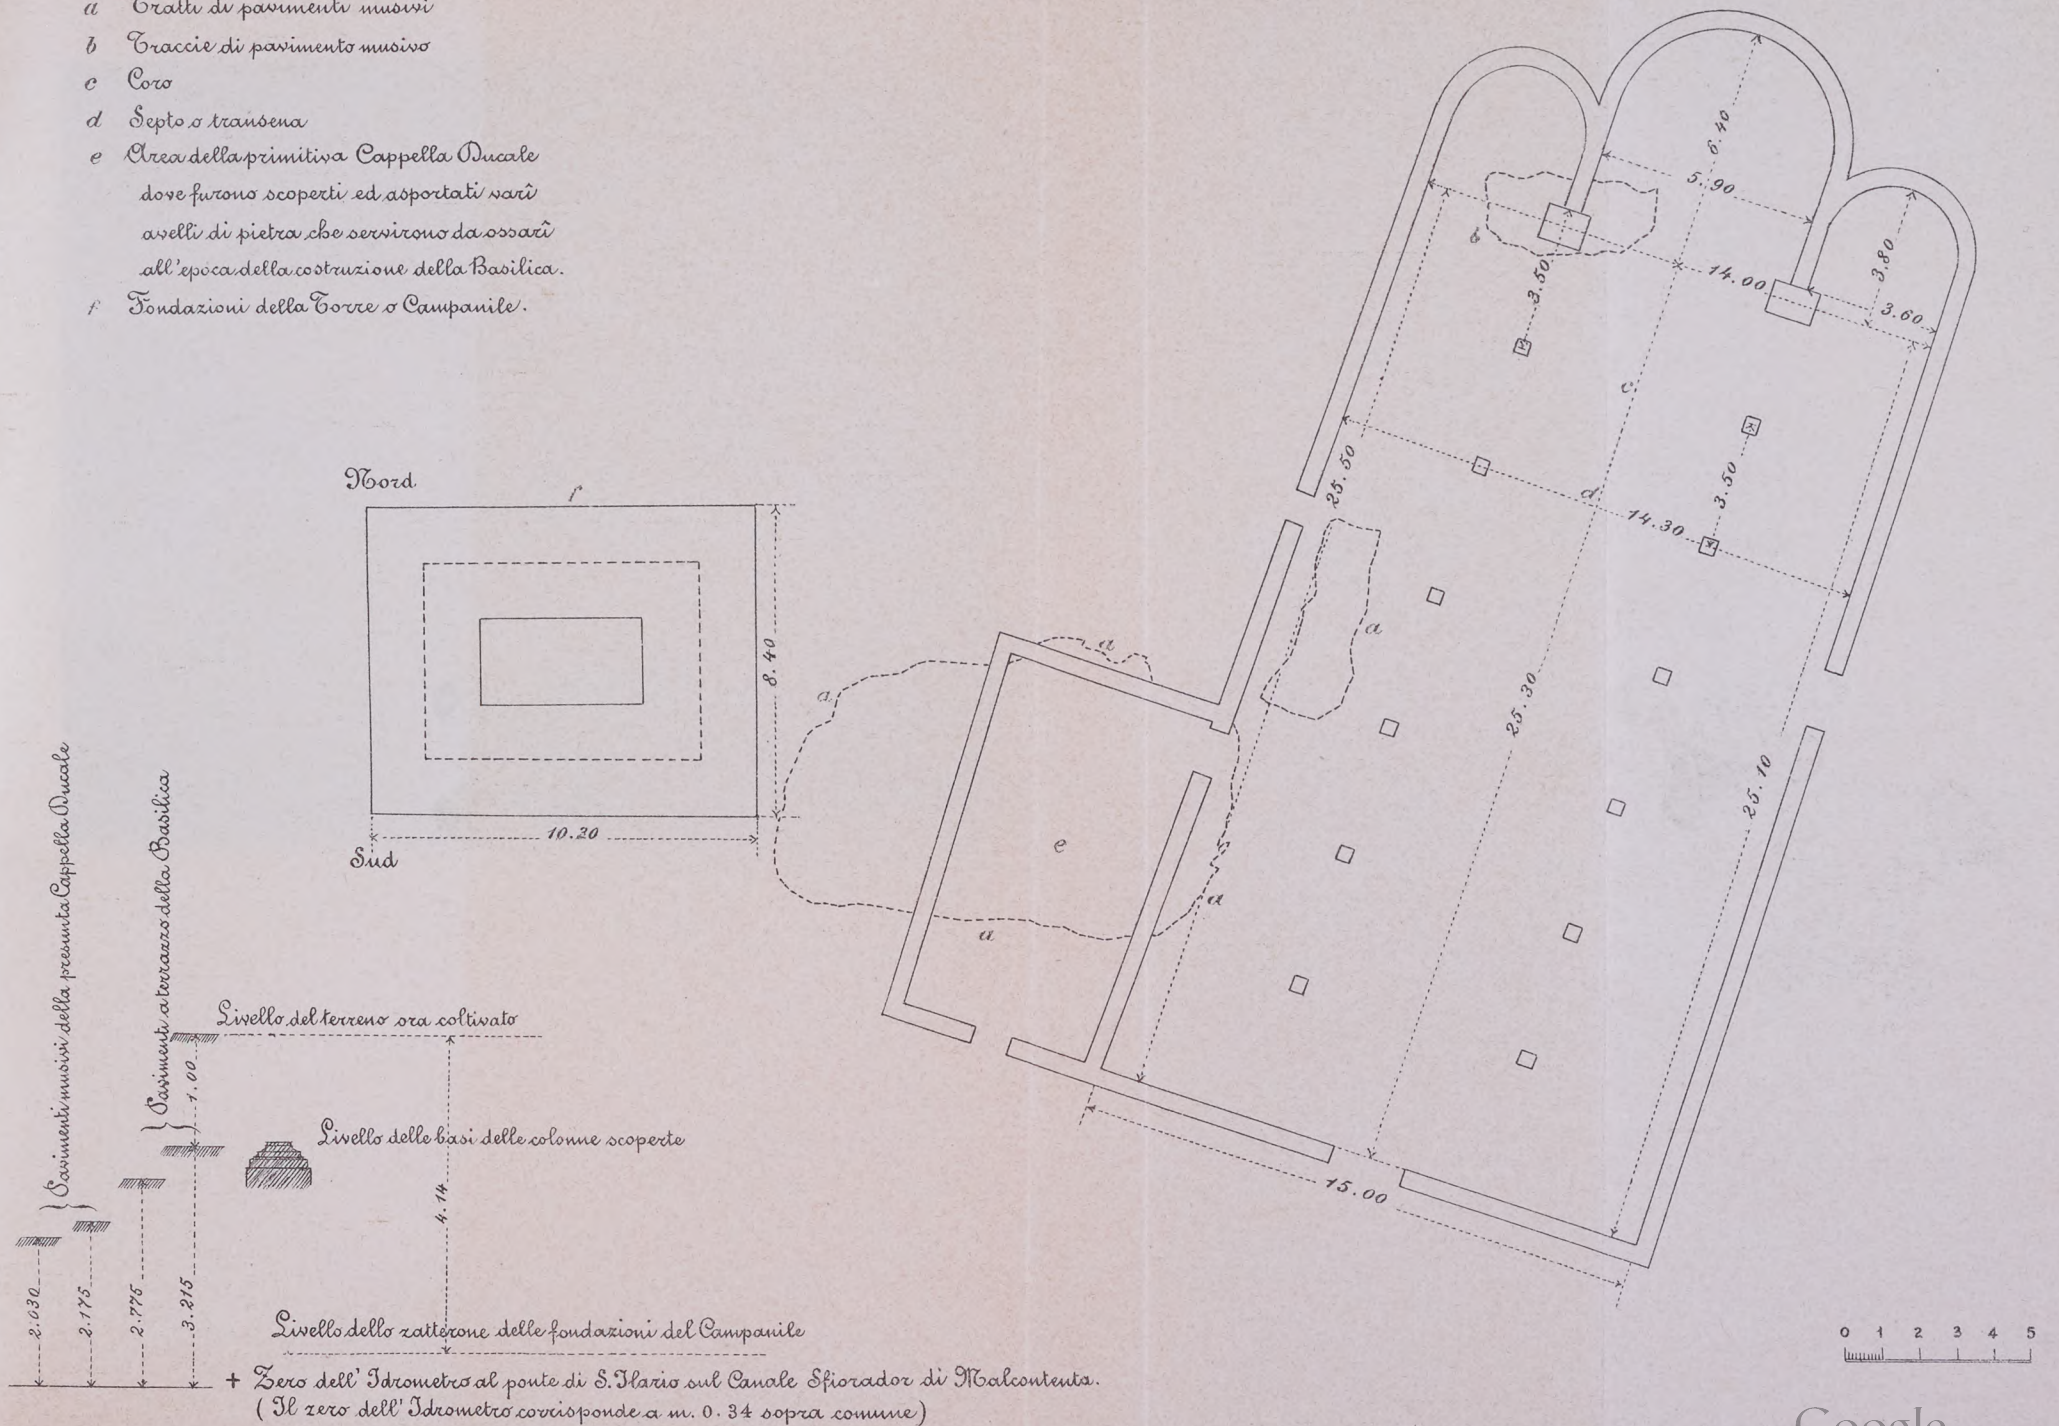 a Tratti di pavimenti musivi
b Traccie di pavimento musivo
c Coro
d Septo o transena
e Area della primitiva Cappella Ducale
dove furono scoperti ed asportati varî
avelli di pietra che servirono da ossarî
all'epoca della costruzione della Basilica.
f Fondazioni della Torre o Campanile.
Nord
f
8.40
10.20
Sud
6.40
5.90
b
3.50
14.00
3.80
3.60
c
25.50
d
14.30
3.50
a
a
a
25.30
25.10
e
a
a
15.00
Pavimenti musivi della presunta Cappella Ducale
Pavimenti a terrazzo della Basilica
Livello del terreno ora coltivato
1.00
Livello delle basi delle colonne scoperte
4.14
2.030
2.175
2.775
3.215
Livello dello zatterone delle fondazioni del Campanile
+ Zero dell' Idrometro al ponte di S. Ilario sul Canale Sfiorador di Malcontenta.
( Il zero dell' Idrometro corrisponde a m. 0.34 sopra comune )
0 1 2 3 4 5
Google